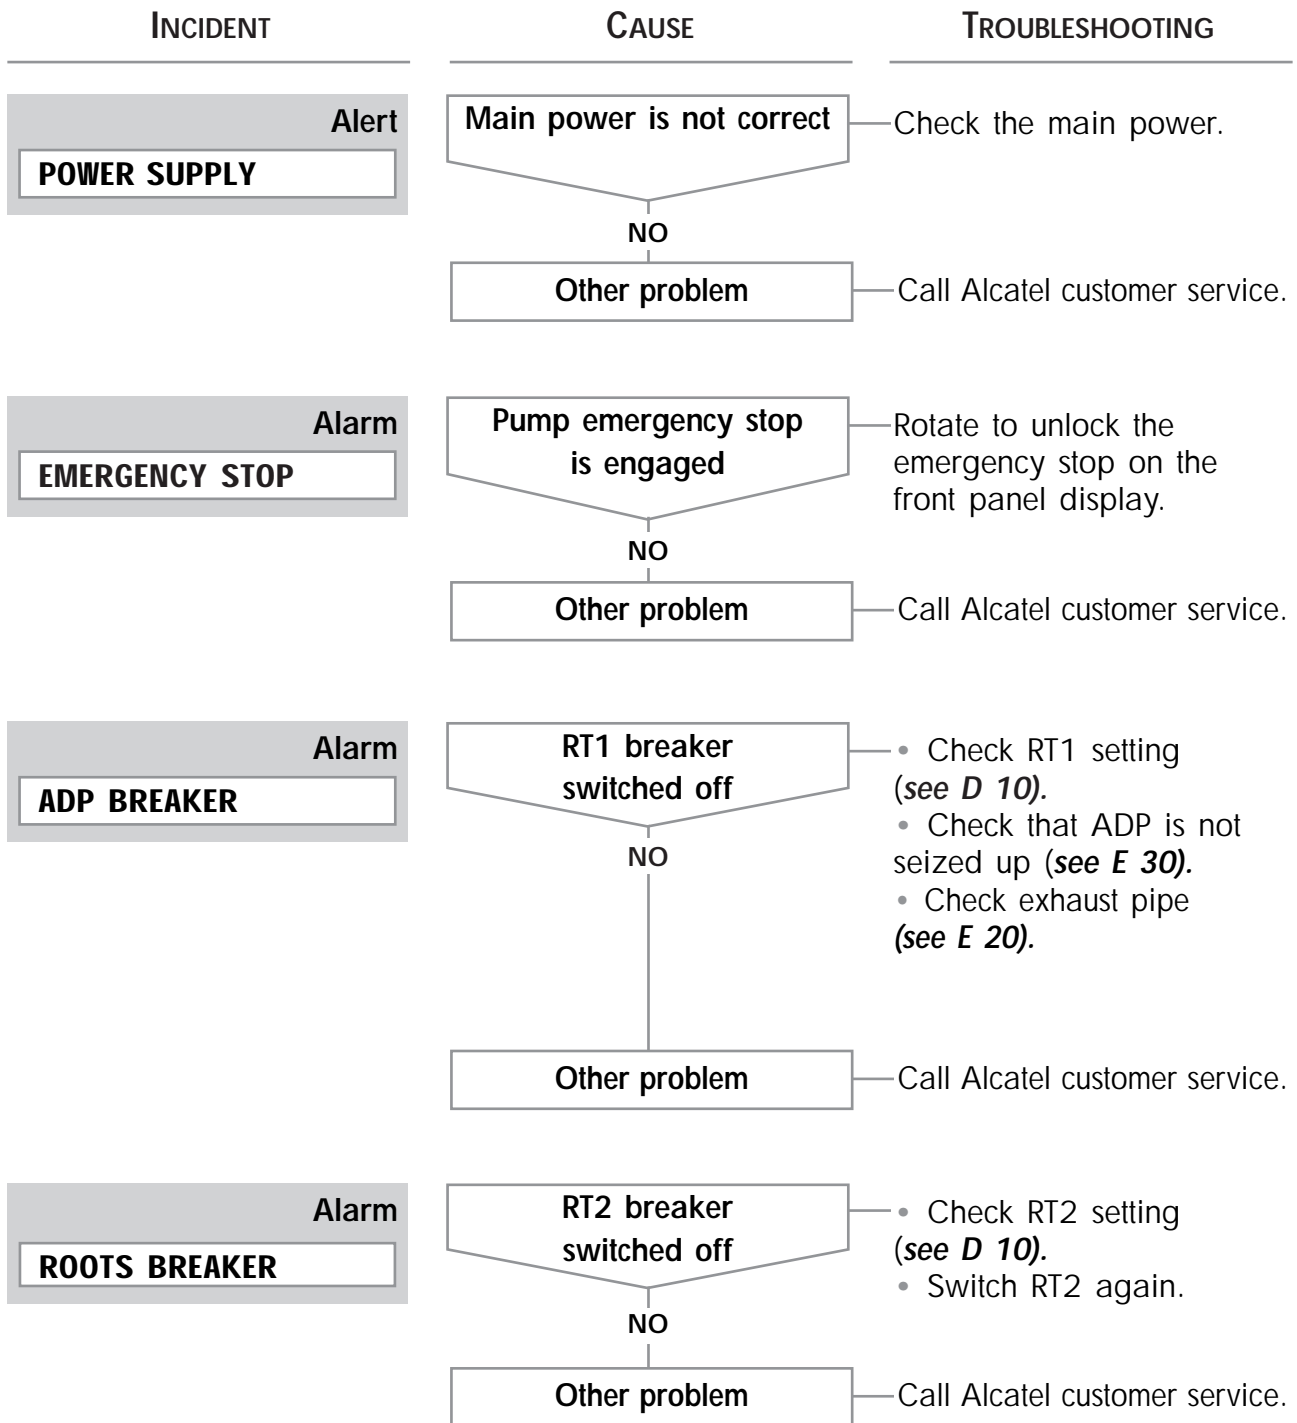 INCIDENT
CAUSE
TROUBLESHOOTING
Alert
POWER SUPPLY
Main power is not correct
Check the main power.
NO
Other problem
Call Alcatel customer service.
Alarm
EMERGENCY STOP
Pump emergency stop
is engaged
Rotate to unlock the
emergency stop on the
front panel display.
NO
Other problem
Call Alcatel customer service.
Alarm
ADP BREAKER
RT1 breaker
switched off
• Check RT1 setting
(see D 10).
• Check that ADP is not
seized up (see E 30).
• Check exhaust pipe
(see E 20).
NO
Other problem
Call Alcatel customer service.
Alarm
ROOTS BREAKER
RT2 breaker
switched off
• Check RT2 setting
(see D 10).
• Switch RT2 again.
NO
Other problem
Call Alcatel customer service.